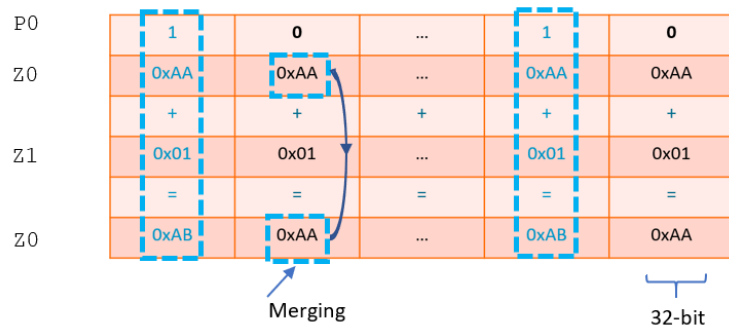 P0 1 0 ... 1 0
Z0 0xAA 0xAA ... 0xAA 0xAA
+ + + + +
Z1 0x01 0x01 ... 0x01 0x01
= = = = =
Z0 0xAB 0xAA ... 0xAB 0xAA
Merging
32-bit